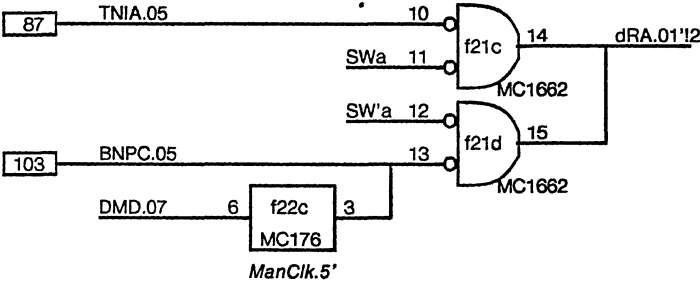 TNIA.05 10
87 14 dRA.01'!2
f21c
SWa 11
MC1662
SW'a 12
f21d 15
103 BNPC.05 13
MC1662
DMD.07 6 f22c 3
MC176
ManClk.5'